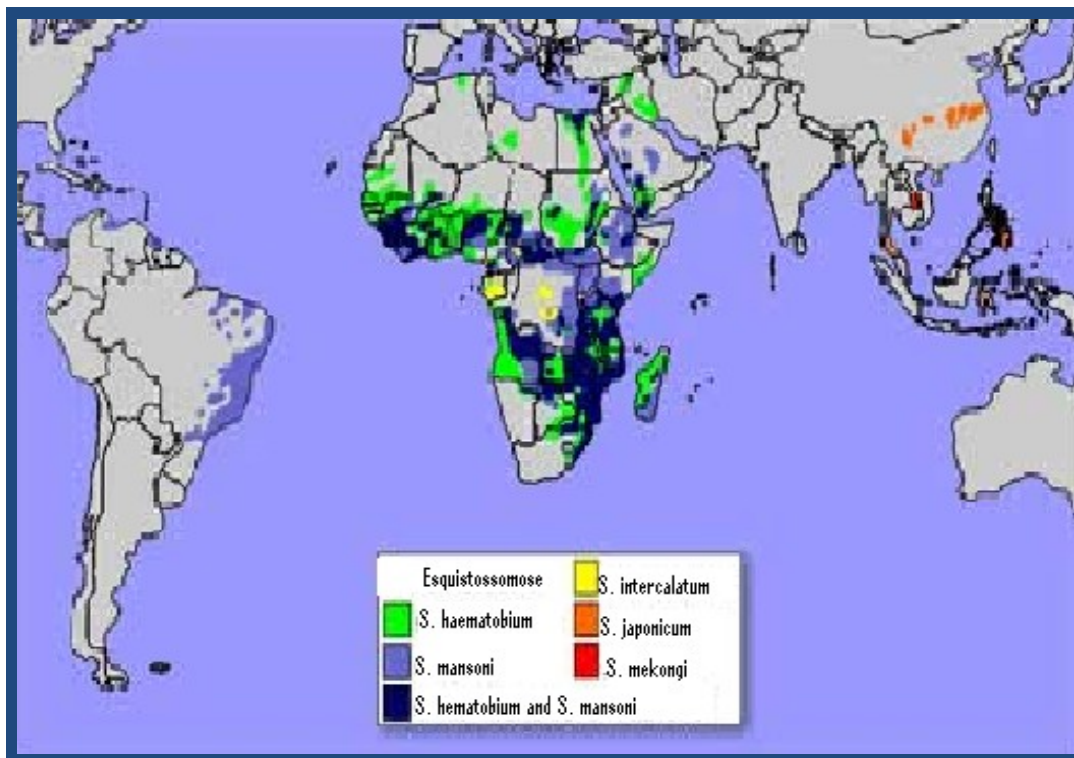 Esquistossomose
S. haematobium
S. mansoni
S. hematobium and S. mansoni
S. intercalatum
S. japonicum
S. mekongi